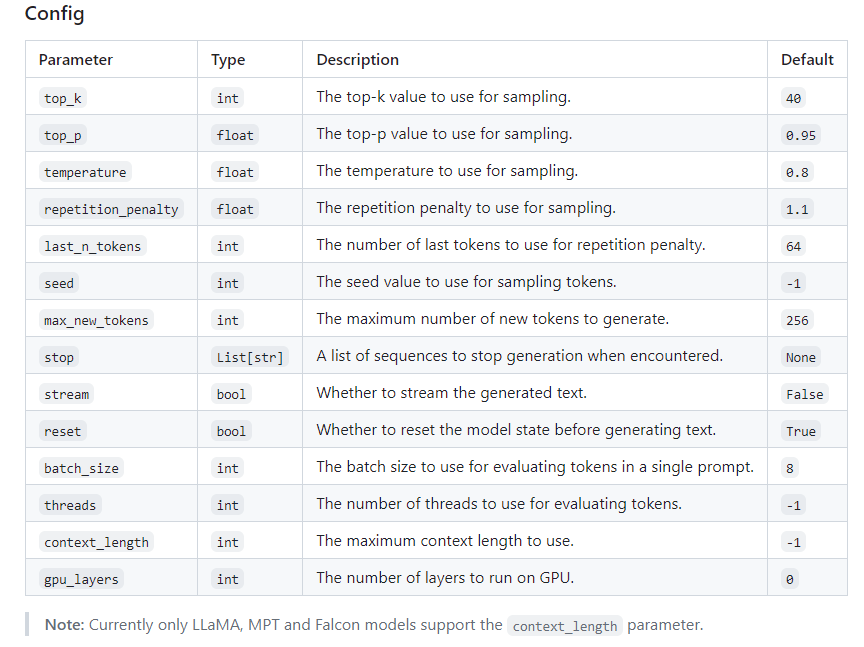 Config
Parameter Type Description Default
top_k int The top-k value to use for sampling. 40
top_p float The top-p value to use for sampling. 0.95
temperature float The temperature to use for sampling. 0.8
repetition_penalty float The repetition penalty to use for sampling. 1.1
last_n_tokens int The number of last tokens to use for repetition penalty. 64
seed int The seed value to use for sampling tokens. -1
max_new_tokens int The maximum number of new tokens to generate. 256
stop List[str] A list of sequences to stop generation when encountered. None
stream bool Whether to stream the generated text. False
reset bool Whether to reset the model state before generating text. True
batch_size int The batch size to use for evaluating tokens in a single prompt. 8
threads int The number of threads to use for evaluating tokens. -1
context_length int The maximum context length to use. -1
gpu_layers int The number of layers to run on GPU. 0
Note: Currently only LLaMA, MPT and Falcon models support the context_length parameter.